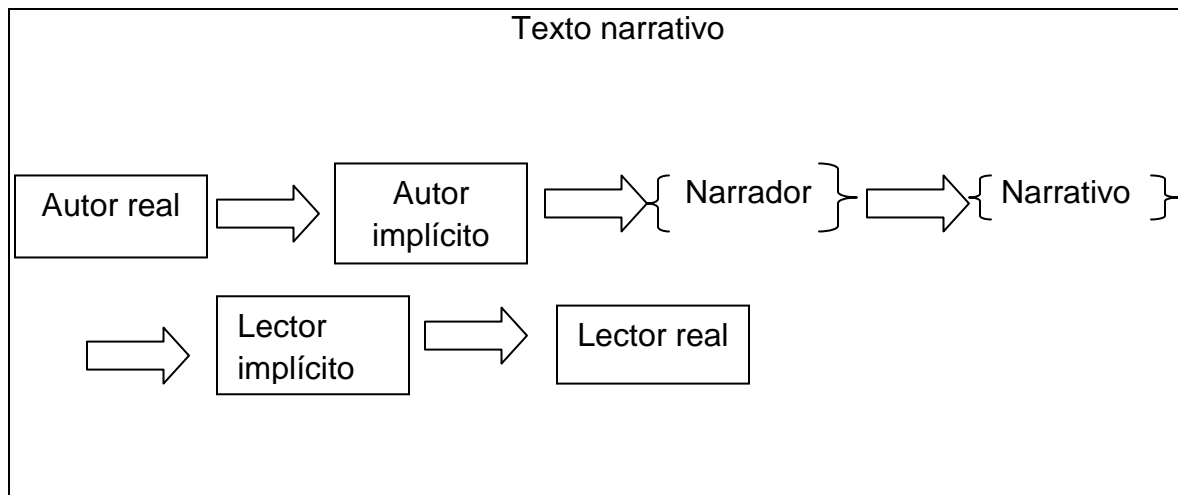 Texto narrativo
Autor real
Autor
implícito
{ Narrador }
{ Narrativo }
Lector
implícito
Lector real